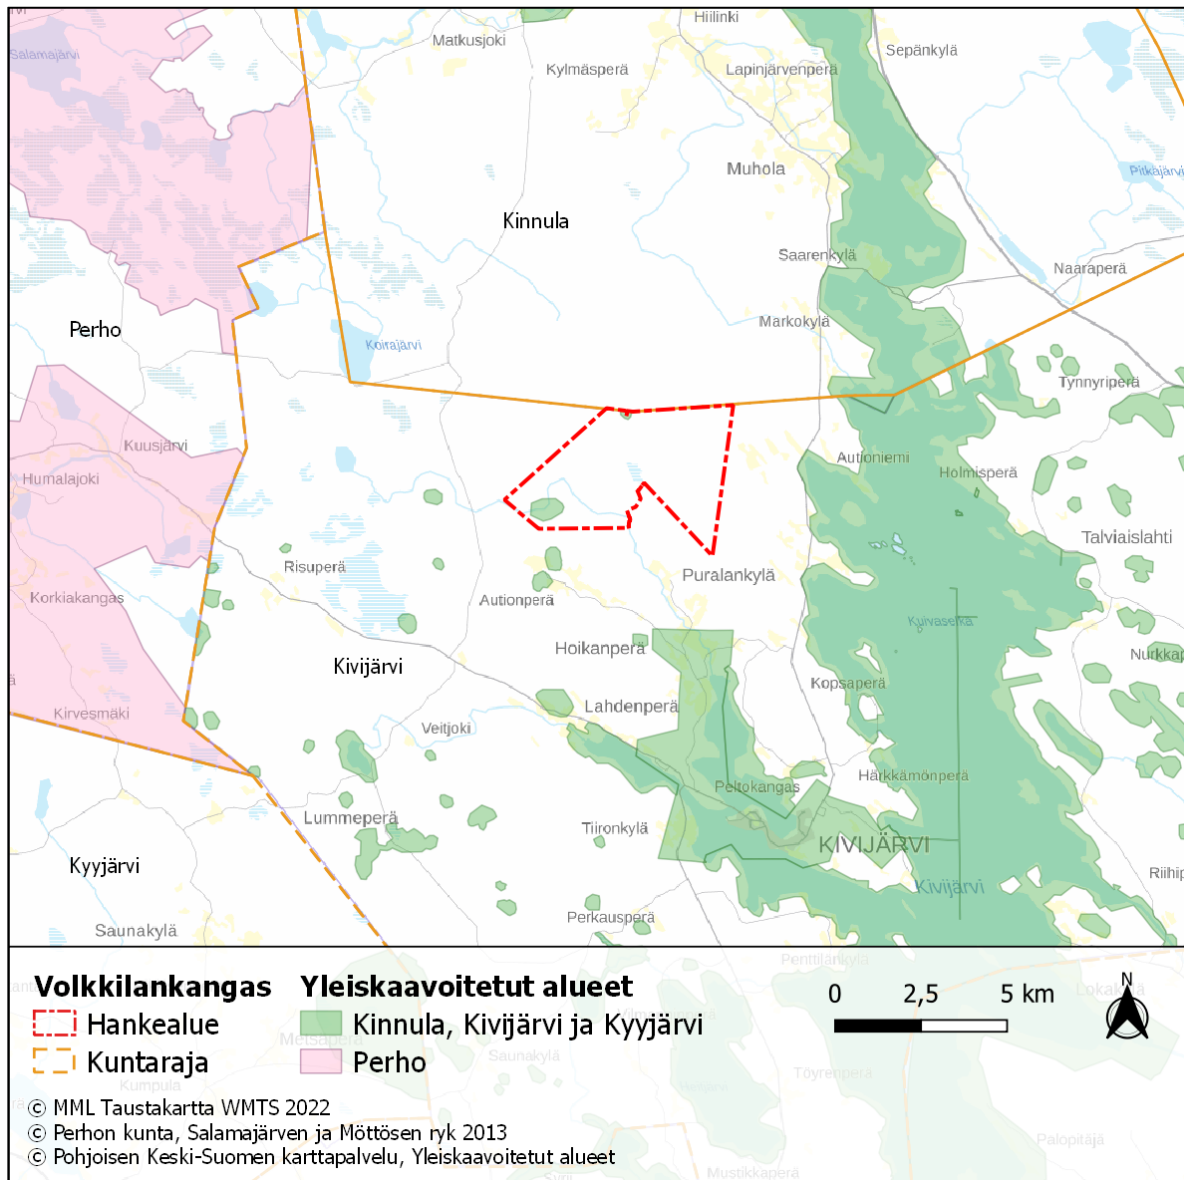 Hiilinki
Matkusjoki
Sepänkylä
Salamajärvi
Kylmäsperä
Lapinjärvenperä
Muhola
Pitkäjärvi
Kinnula
Saarenkylä
Naaraperä
Perho
Markokylä
Koirajärvi
Tynnyriperä
Kuusjärvi
Autioniemi
Humalajoki
Holmisperä
Talviaislahti
Risuperä
Puralankylä
Korkiakangas
Autionperä
Kuivaselkä
Hoikanperä
Nurkkap
Kivijärvi
Kopsaperä
Kirvesmäki
Lahdenperä
Veitjoki
Härkkämönperä
Peltokangas
Lummeperä
Tiironkylä
KIVIJÄRVI
Kyyjärvi
Riihip
Kivijärvi
Perkausperä
Saunakylä
Penttilänkylä
Volkkilankangas
Yleiskaavoitetut alueet
Hankealue
Kinnula, Kivijärvi ja Kyyjärvi
Kuntaraja
Perho
0 2,5 5 km
N
Metsäperä
Saunakylä
Kumpula
Töyrenperä
Palopitäjä
Mustikkaperä
© MML Taustakartta WMTS 2022
© Perhon kunta, Salamajärven ja Möttösen ryk 2013
© Pohjoisen Keski-Suomen karttapalvelu, Yleiskaavoitetut alueet